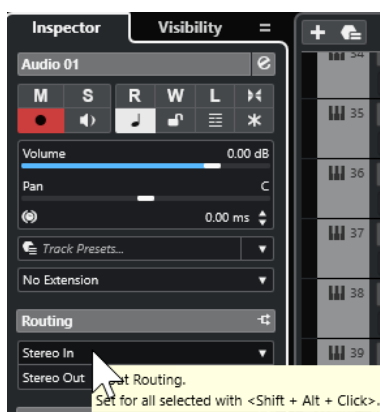 Inspector
Visibility
Audio 01
M S R W L
Volume 0.00 dB
Pan C
0.00 ms
Track Presets...
No Extension
Routing
Stereo In
Stereo Out
ut Routing.
Set for all selected with <Shift + Alt + Click>.
34
35
36
37
38
39